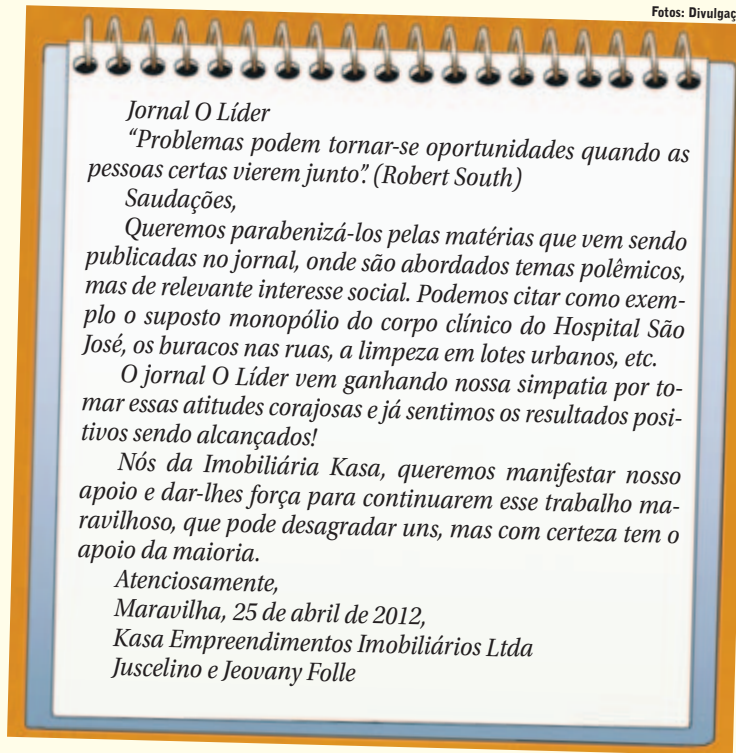 Fotos: Divulgaç
Jornal O Líder
“Problemas podem tornar-se oportunidades quando as
pessoas certas vierem junto”. (Robert South)
Saudações,
Queremos parabenizá-los pelas matérias que vem sendo
publicadas no jornal, onde são abordados temas polêmicos,
mas de relevante interesse social. Podemos citar como exem-
plo o suposto monopólio do corpo clínico do Hospital São
José, os buracos nas ruas, a limpeza em lotes urbanos, etc.
O jornal O Líder vem ganhando nossa simpatia por to-
mar essas atitudes corajosas e já sentimos os resultados posi-
tivos sendo alcançados!
Nós da Imobiliária Kasa, queremos manifestar nosso
apoio e dar-lhes força para continuarem esse trabalho ma-
ravilhoso, que pode desagradar uns, mas com certeza tem o
apoio da maioria.
Atenciosamente,
Maravilha, 25 de abril de 2012,
Kasa Empreendimentos Imobiliários Ltda
Juscelino e Jeovany Folle